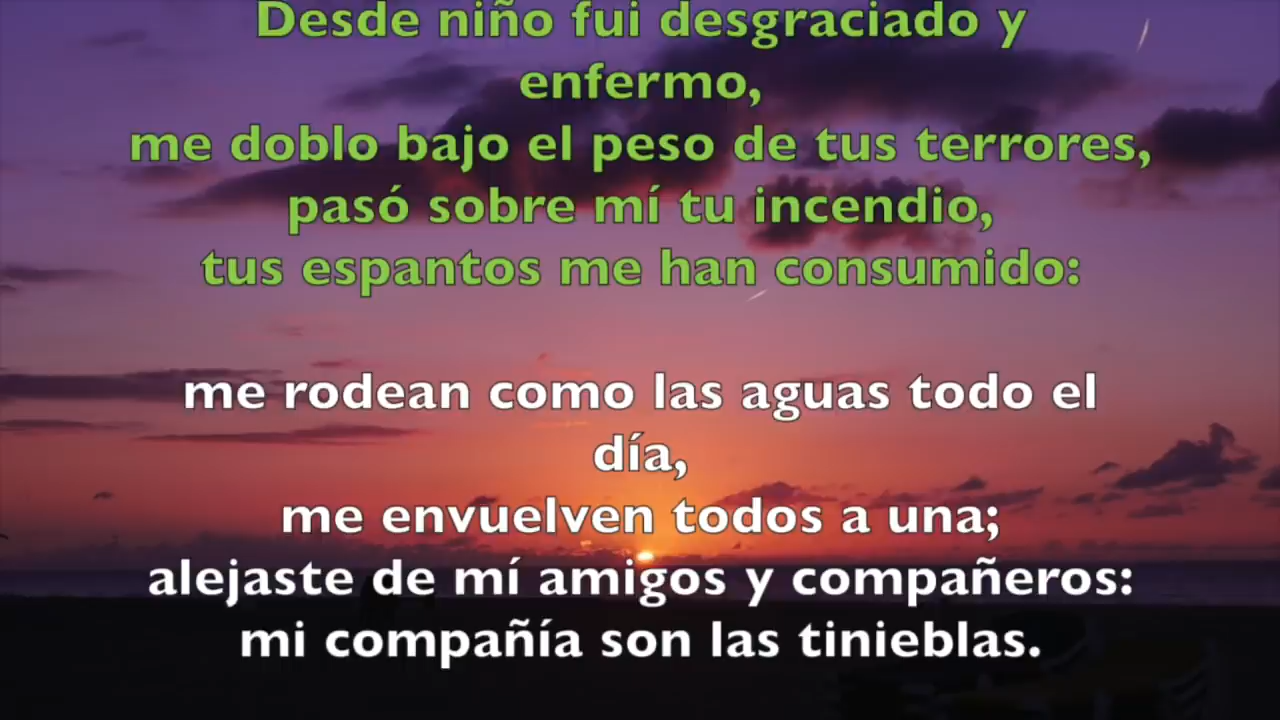 Desde niño fui desgraciado y
enfermo,
me doblo bajo el peso de tus terrores,
pasó sobre mí tu incendio,
tus espantos me han consumido:
me rodean como las aguas todo el
día,
me envuelven todos a una;
alejaste de mí amigos y compañeros:
mi compañía son las tinieblas.